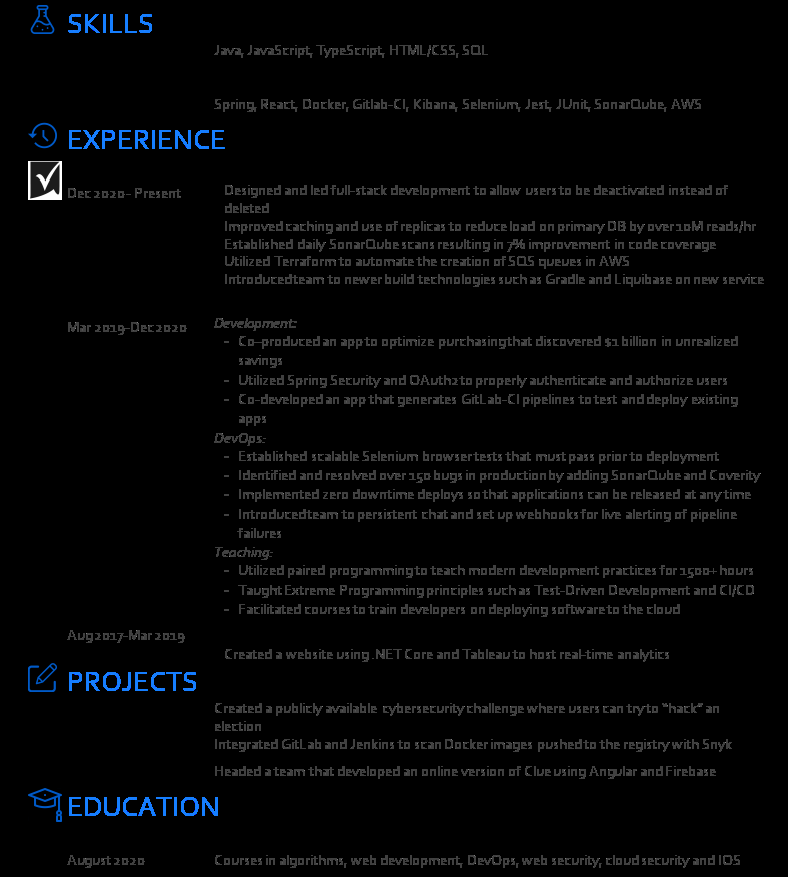 SKILLS
Java, JavaScript, TypeScript, HTML/CSS, SQL
Spring, React, Docker, Gitlab-CI, Kibana, Selenium, Jest, JUnit, SonarQube, AWS
EXPERIENCE
Dec 2020- Present
Designed and led full-stack development to allow users to be deactivated instead of
deleted
Improved caching and use of replicas to reduce load on primary DB by over 10M reads/hr
Established daily SonarQube scans resulting in 7% improvement in code coverage
Utilized Terraform to automate the creation of SQS queues in AWS
Introduced team to newer build technologies such as Gradle and Liquibase on new service
Mar 2019-Dec 2020
Development:
- Co-produced an app to optimize purchasing that discovered $1 billion in unrealized
savings
- Utilized Spring Security and OAuth2 to properly authenticate and authorize users
- Co-developed an app that generates GitLab-CI pipelines to test and deploy existing
apps
DevOps:
- Established scalable Selenium browser tests that must pass prior to deployment
- Identified and resolved over 150 bugs in production by adding SonarQube and Coverity
- Implemented zero downtime deploys so that applications can be released at any time
- Introduced team to persistent chat and set up webhooks for live alerting of pipeline
failures
Teaching:
- Utilized paired programming to teach modern development practices for 1500+ hours
- Taught Extreme Programming principles such as Test-Driven Development and CI/CD
- Facilitated courses to train developers on deploying software to the cloud
Aug 2017-Mar 2019
Created a website using .NET Core and Tableau to host real-time analytics
PROJECTS
Created a publicly available cybersecurity challenge where users can try to "hack" an
election
Integrated GitLab and Jenkins to scan Docker images pushed to the registry with Snyk
Headed a team that developed an online version of Clue using Angular and Firebase
EDUCATION
August 2020
Courses in algorithms, web development, DevOps, web security, cloud security and IOS